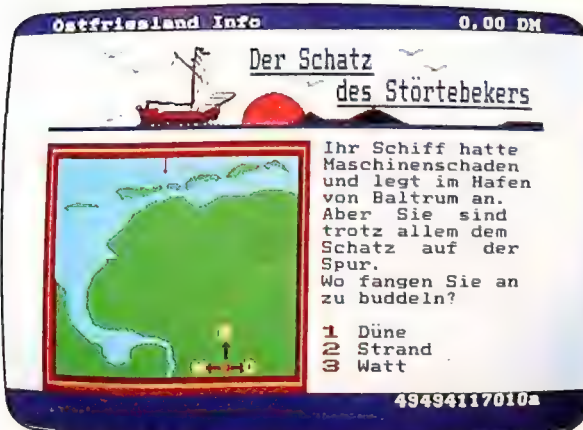 Ostfriesland Info 0,00 DM
Der Schatz
des Störtebekers
Ihr Schiff hatte
Maschinenschaden
und legt im Hafen
von Baltrum an.
Aber Sie sind
trotz allem dem
Schatz auf der
Spur.
Wo fangen Sie an
zu buddeln?
1 Düne
2 Strand
3 Watt
49494117010a